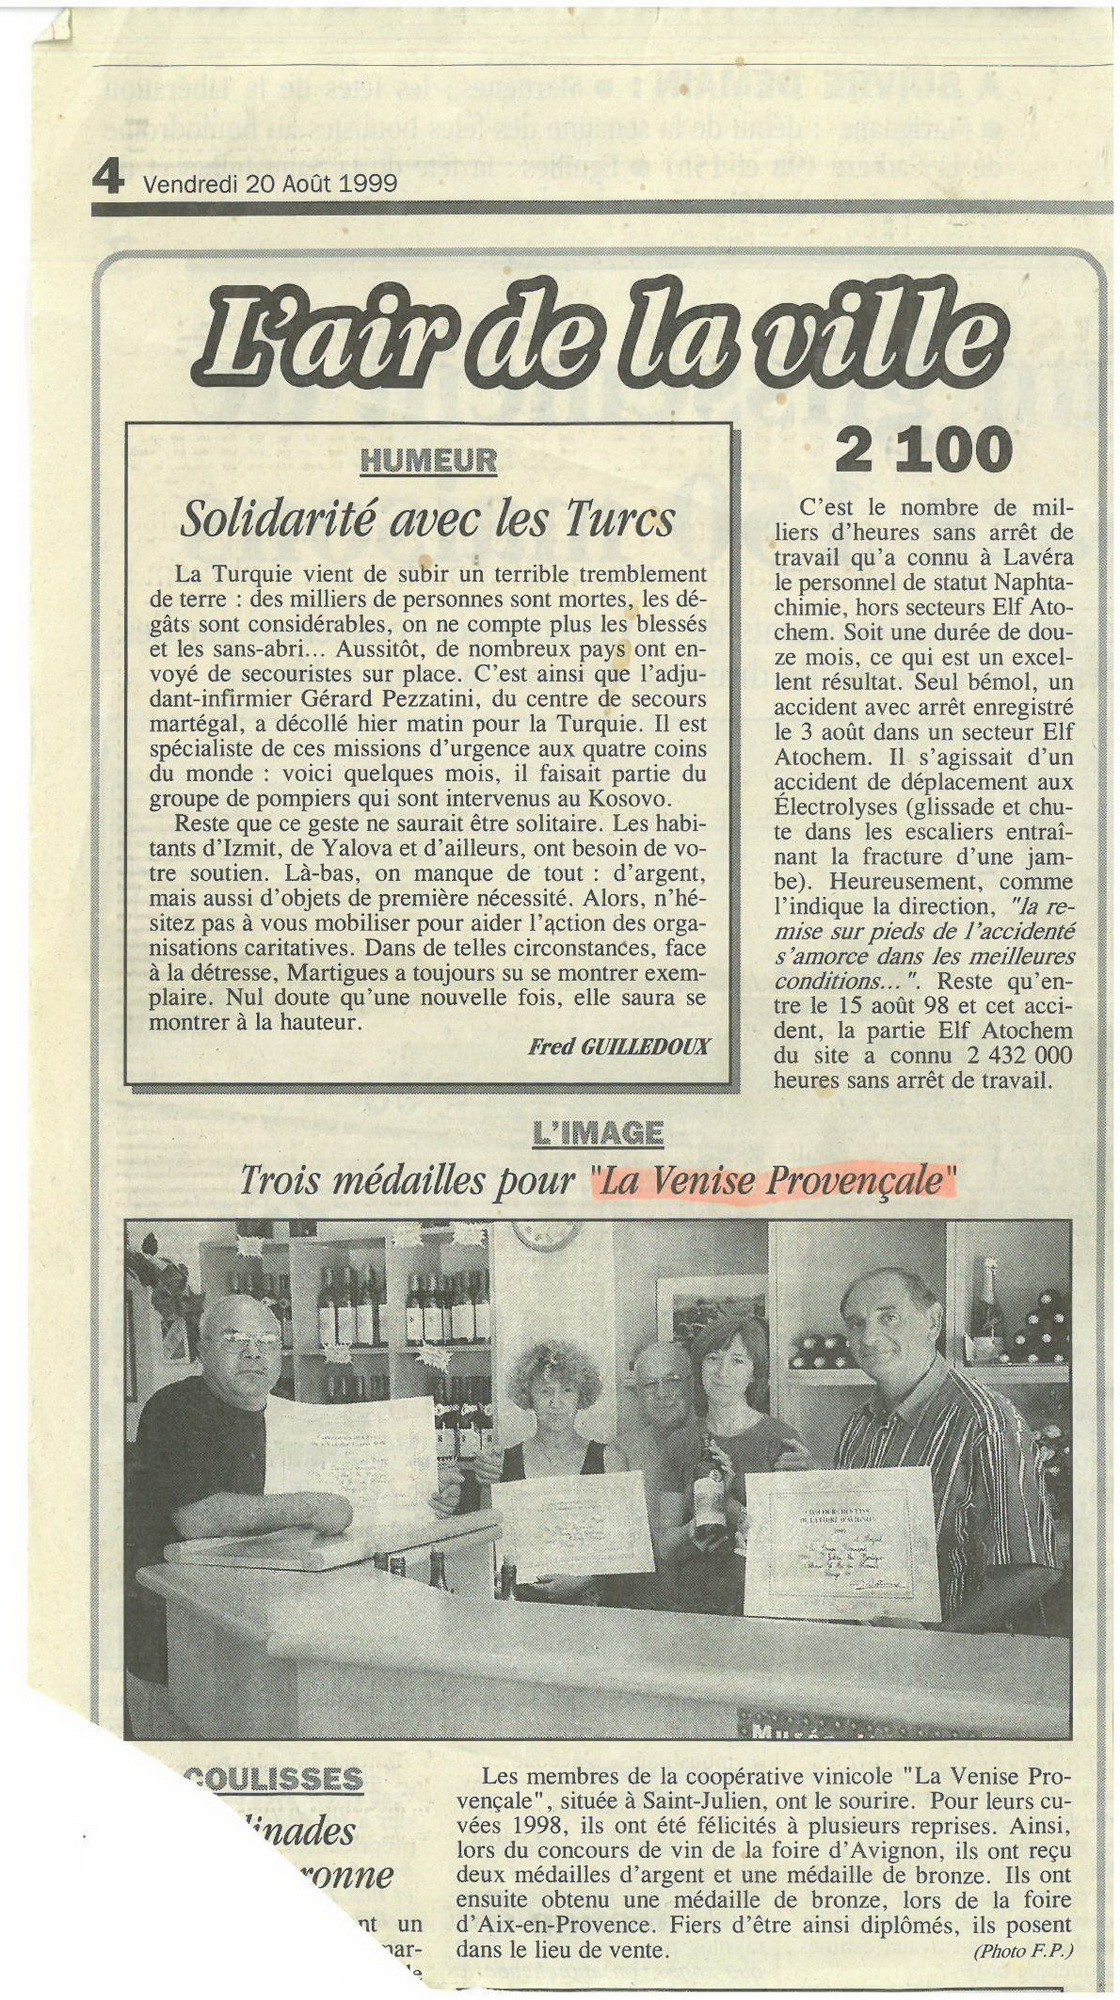 4 Vendredi 20 Août 1999
L'air de la ville
HUMEUR
Solidarité avec les Turcs
La Turquie vient de subir un terrible tremblement
de terre : des milliers de personnes sont mortes, les dé-
gâts sont considérables, on ne compte plus les blessés
et les sans-abri... Aussitôt, de nombreux pays ont en-
voyé de secouristes sur place. C'est ainsi que l'adju-
dant-infirmier Gérard Pezzatini, du centre de secours
martégal, a décollé hier matin pour la Turquie. Il est
spécialiste de ces missions d'urgence aux quatre coins
du monde : voici quelques mois, il faisait partie du
groupe de pompiers qui sont intervenus au Kosovo.
Reste que ce geste ne saurait être solitaire. Les habi-
tants d'Izmit, de Yalova et d'ailleurs, ont besoin de vo-
tre soutien. Là-bas, on manque de tout : d'argent,
mais aussi d'objets de première nécessité. Alors, n'hé-
sitez pas à vous mobiliser pour aider l'action des orga-
nisations caritatives. Dans de telles circonstances, face
à la détresse, Martigues a toujours su se montrer exem-
plaire. Nul doute qu'une nouvelle fois, elle saura se
montrer à la hauteur.
Fred GUILLEDOUX
2 100
C'est le nombre de mil-
liers d'heures sans arrêt de
travail qu'a connu à Lavéra
le personnel de statut Naphta-
chimie, hors secteurs Elf Ato-
chem. Soit une durée de dou-
ze mois, ce qui est un excel-
lent résultat. Seul bémol, un
accident avec arrêt enregistré
le 3 août dans un secteur Elf
Atochem. Il s'agissait d'un
accident de déplacement aux
Électrolyses (glissade et chu-
te dans les escaliers entraî-
nant la fracture d'une jam-
be). Heureusement, comme
l'indique la direction, "la re-
mise sur pieds de l'accidenté
s'amorce dans les meilleures
conditions...". Reste qu'en-
tre le 15 août 98 et cet acci-
dent, la partie Elf Atochem
du site a connu 2 432 000
heures sans arrêt de travail.
L'IMAGE
Trois médailles pour "La Venise Provençale"
CONCOURS DES VINS
DE LA FOIRE D'AVIGNON
COULISSES
linades
ronne
nt un
mar-
Les membres de la coopérative vinicole "La Venise Pro-
vençale", située à Saint-Julien, ont le sourire. Pour leurs cu-
vées 1998, ils ont été félicités à plusieurs reprises. Ainsi,
lors du concours de vin de la foire d'Avignon, ils ont reçu
deux médailles d'argent et une médaille de bronze. Ils ont
ensuite obtenu une médaille de bronze, lors de la foire
d'Aix-en-Provence. Fiers d'être ainsi diplômés, ils posent
dans le lieu de vente. (Photo F.P.)